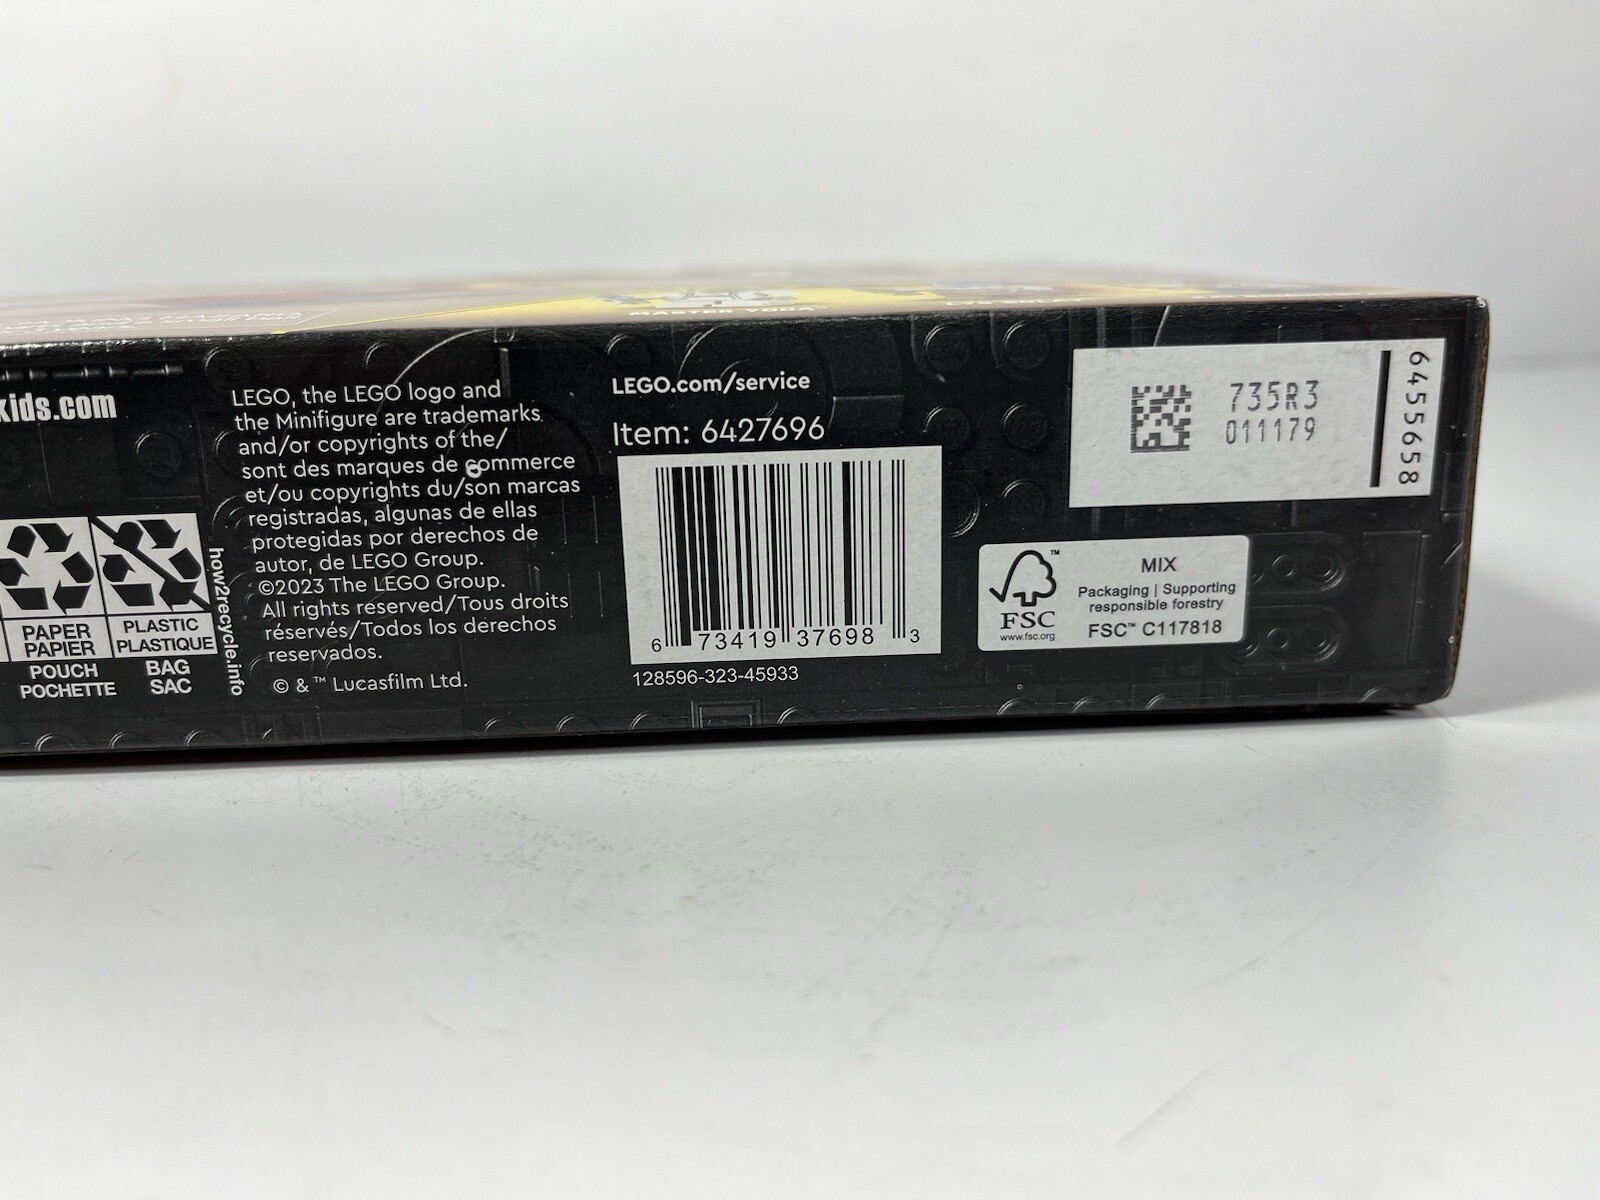 MASTER YODA
kids.com
PAPER
PAPIER
POUCH
POCHETTE
PLASTIC
PLASTIQUE
BAG
SAC
how2recycle.info
LEGO, the LEGO logo and
the Minifigure are trademarks
and/or copyrights of the/
sont des marques de commerce
et/ou copyrights du/son marcas
registradas, algunas de ellas
protegidas por derechos de
autor, de LEGO Group.
©2023 The LEGO Group.
All rights reserved/Tous droits
réservés/Todos los derechos
reservados.
© & ™ Lucasfilm Ltd.
LEGO.com/service
Item: 6427696
6 73419 37698 3
128596-323-45933
735R3
011179
6455658
FSC™
www.fsc.org
MIX
Packaging | Supporting
responsible forestry
FSC™ C117818